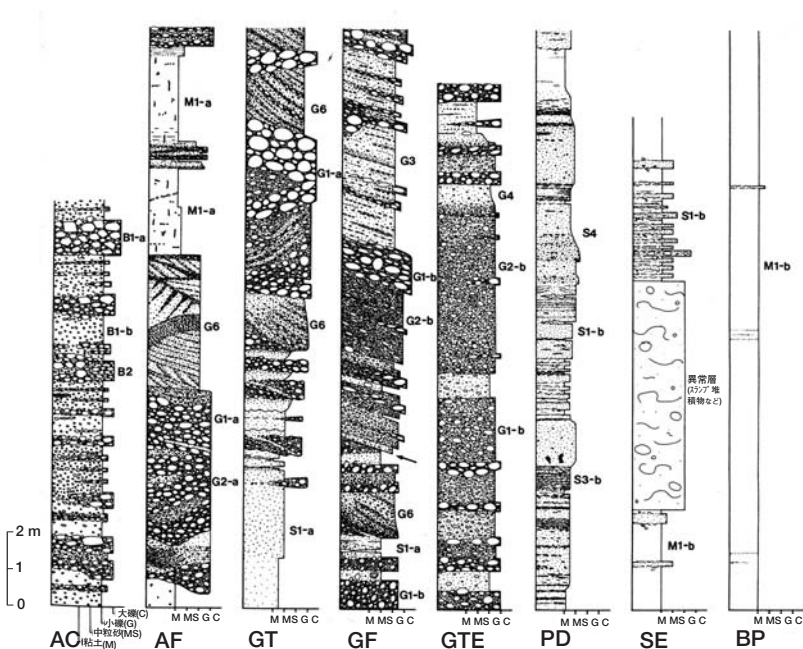 M1-a
M1-a
G6
G1-a
G2-a
B1-a
B1-b
B2
G6
G1-a
G6
S1-a
G3
G1-b
G2-b
G6
S1-a
G1-b
G4
G2-b
G1-b
S4
S1-b
S3-b
S1-b
異常層
(スランプ堆
積物など)
M1-b
M1-b
2 m
1
0
大礫(C)
小礫(G)
中粒砂(MS)
粘土(M)
M MS G C
M MS G C
M MS G C
M MS G C
M MS G C
M MS G C
M MS G C
AC
AF
GT
GF
GTE
PD
SE
BP